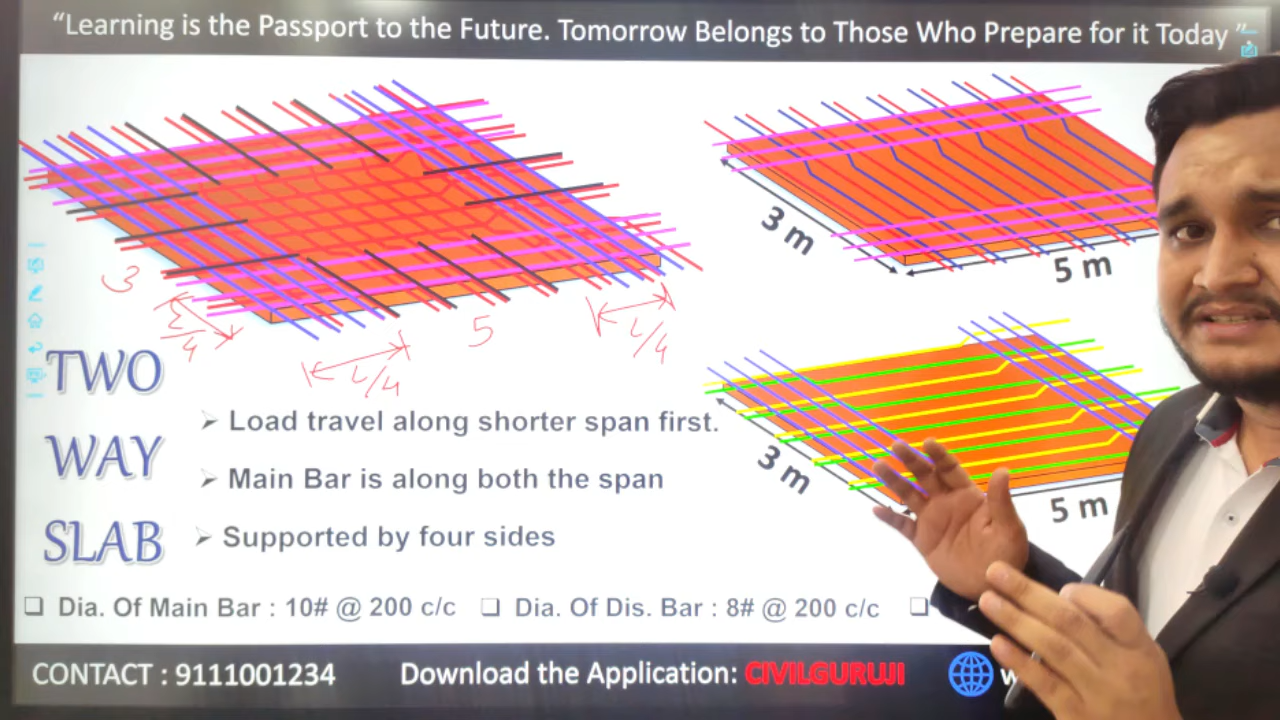 “Learning is the Passport to the Future. Tomorrow Belongs to Those Who Prepare for it Today ”
3 m
5 m
3
5
L/4
L/4
TWO
WAY
SLAB
3 m
5 m
➢ Load travel along shorter span first.
➢ Main Bar is along both the span
➢ Supported by four sides
❑ Dia. Of Main Bar : 10# @ 200 c/c ❑ Dia. Of Dis. Bar : 8# @ 200 c/c ❑
CONTACT : 9111001234 Download the Application: CIVILGURUJI w